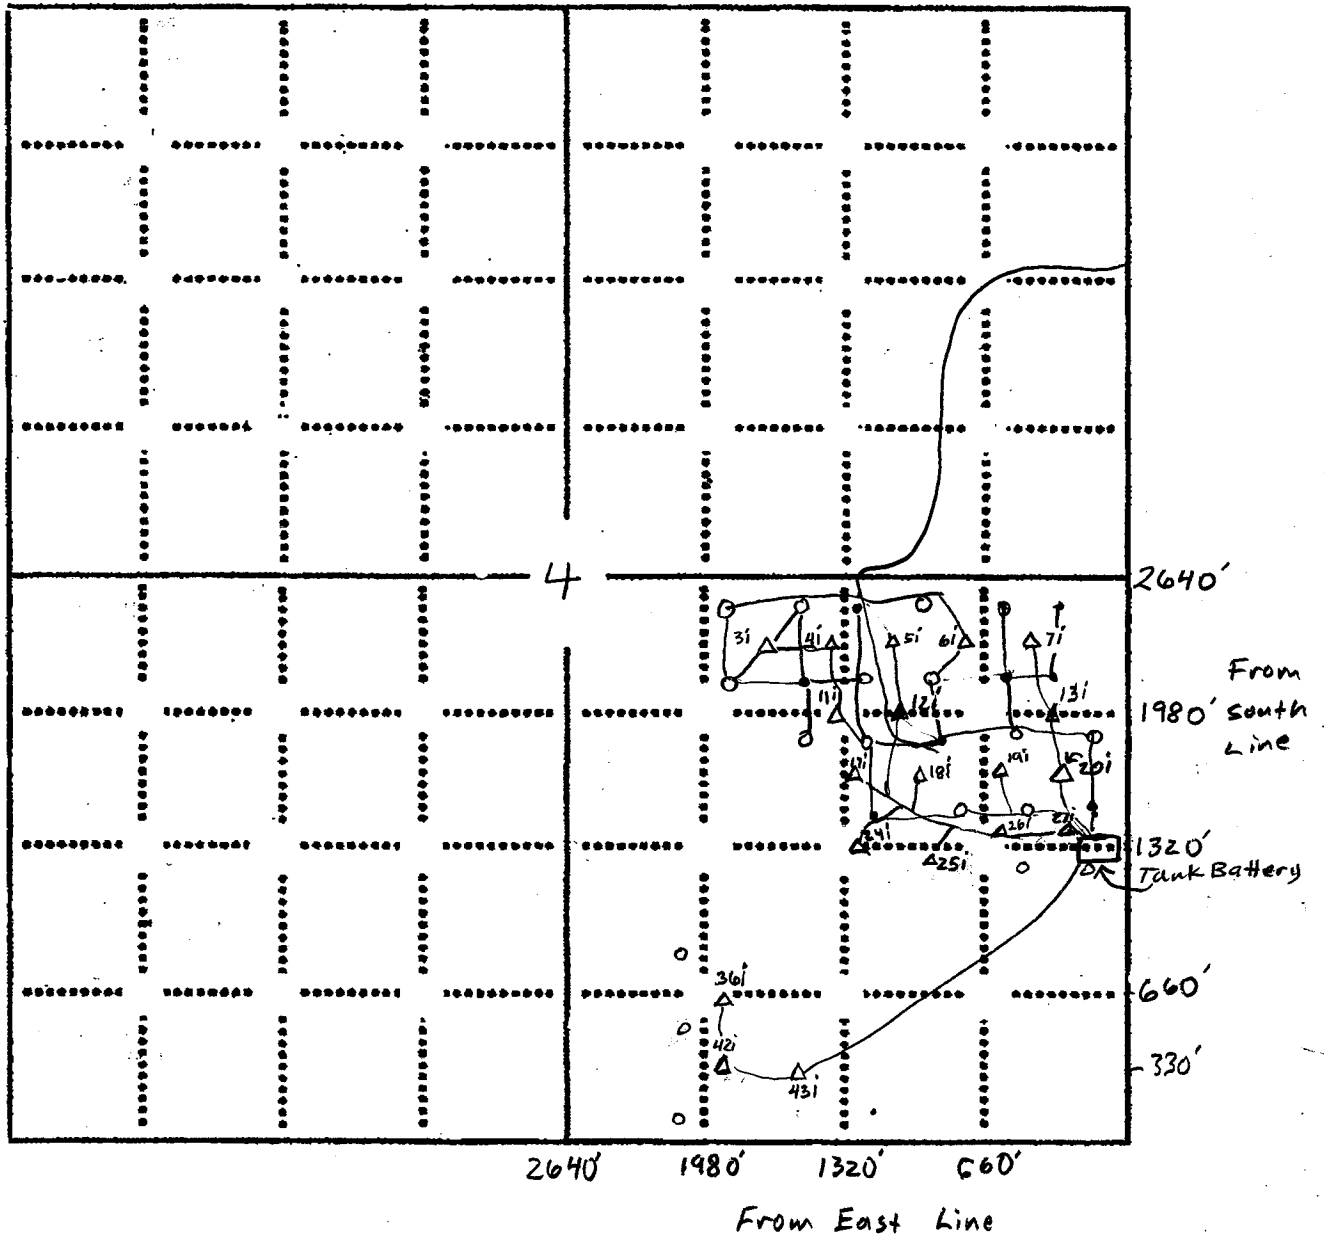 4
2640'
3i 4i 5i 6i 7i
From
11i 12i 13i
1980' south
Line
17i 18i 19i 20i
24i 26i 27i
1320'
25i
Tank Battery
36i
660'
42i
330'
43i
2640' 1980' 1320' 660'
From East Line